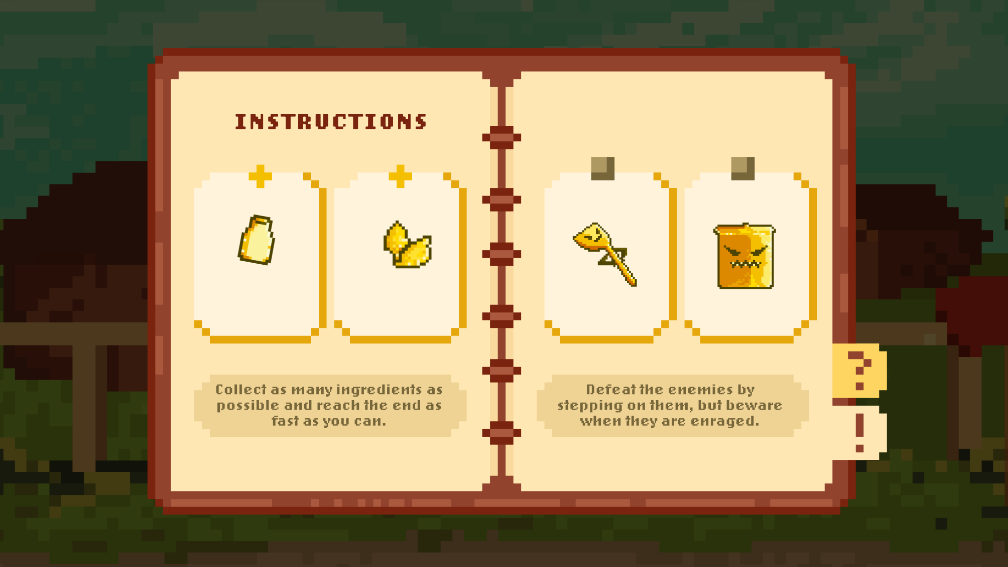 INSTRUCTIONS
Collect as many ingredients as
possible and reach the end as
fast as you can.
Defeat the enemies by
stepping on them, but beware
when they are enraged.
?
!